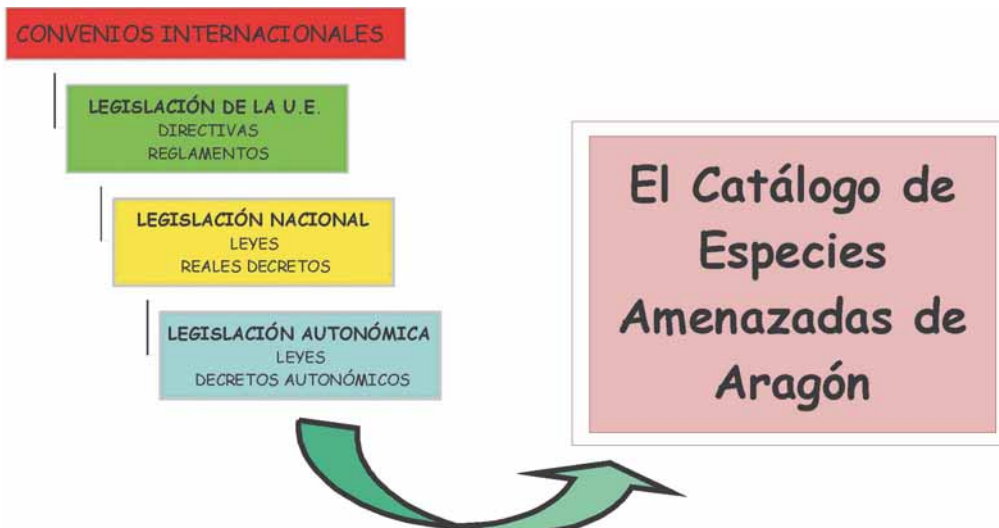 CONVENIOS INTERNACIONALES
LEGISLACIÓN DE LA U.E.
DIRECTIVAS
REGLAMENTOS
LEGISLACIÓN NACIONAL
LEYES
REALES DECRETOS
LEGISLACIÓN AUTONÓMICA
LEYES
DECRETOS AUTONÓMICOS
El Catálogo de
Especies
Amenazadas de
Aragón